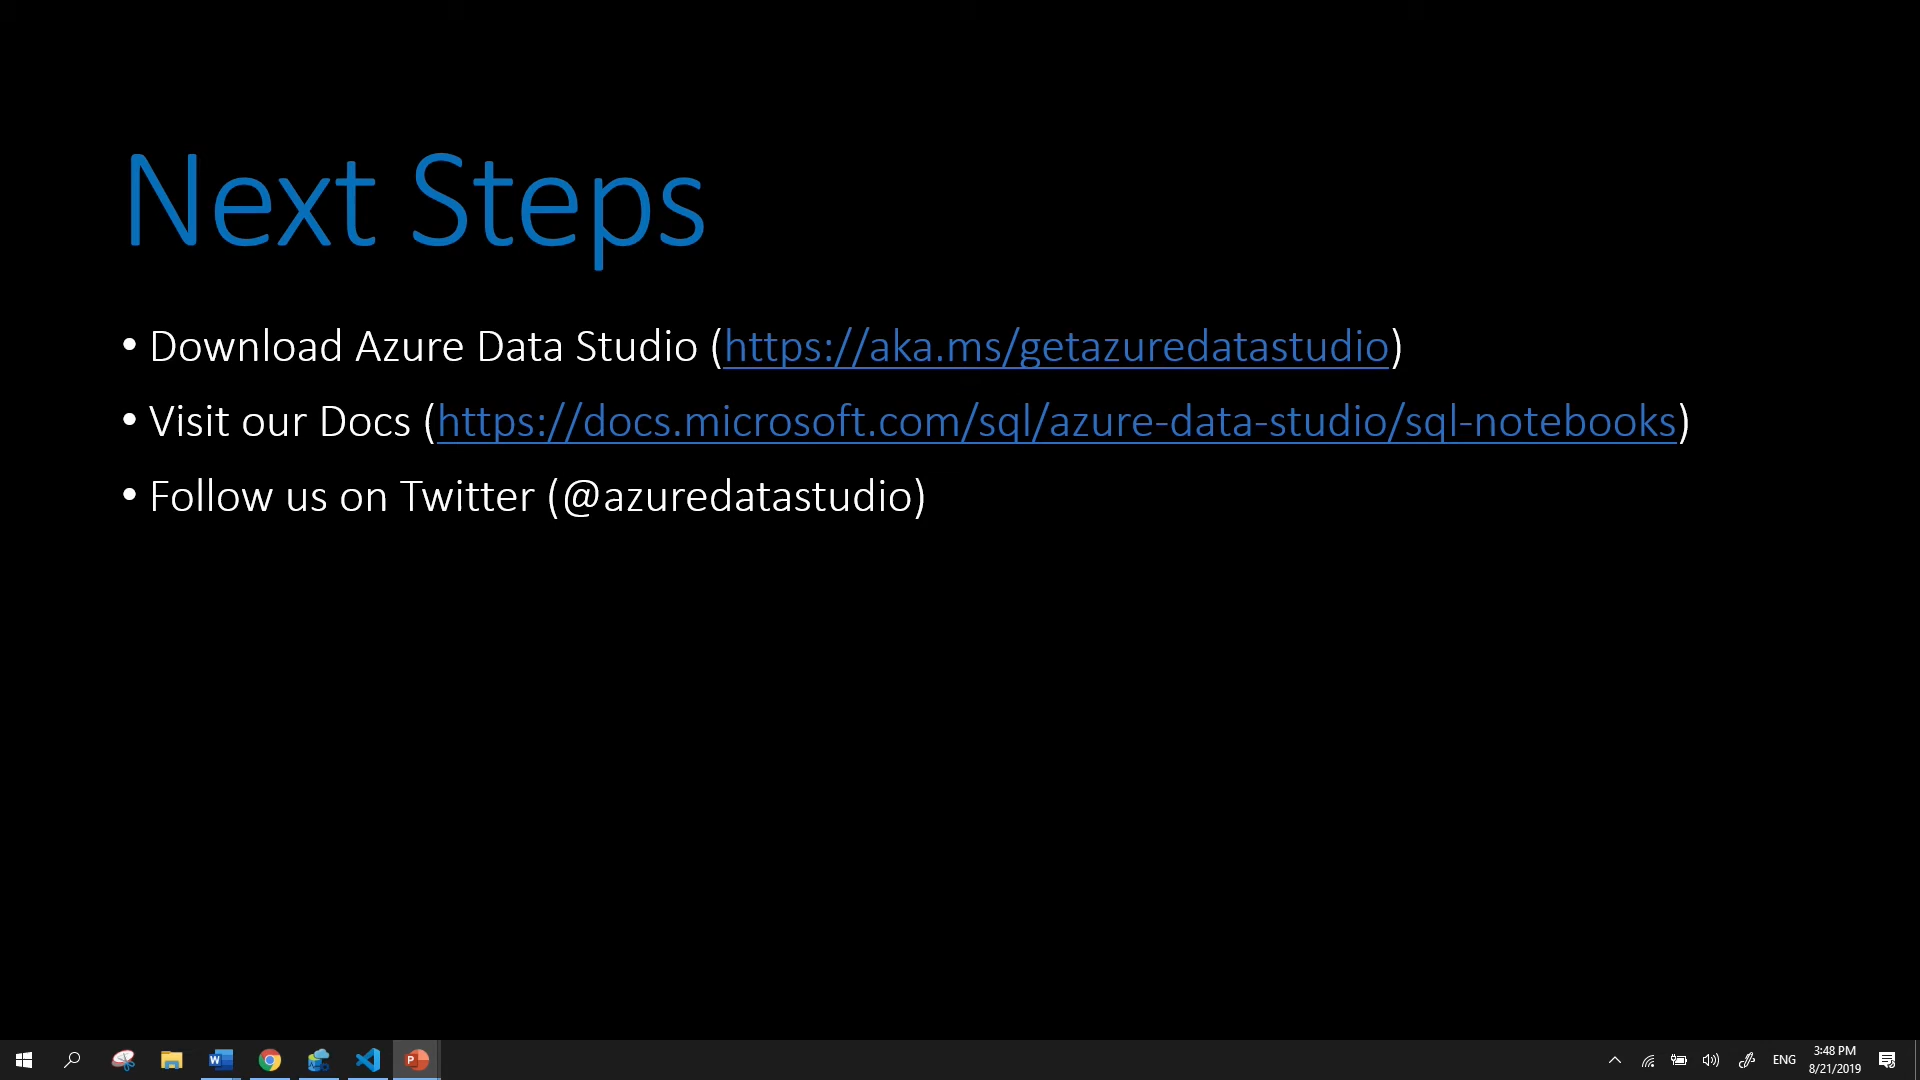 Next Steps
• Download Azure Data Studio (https://aka.ms/getazuredatastudio)
• Visit our Docs (https://docs.microsoft.com/sql/azure-data-studio/sql-notebooks)
• Follow us on Twitter (@azuredatastudio)
ENG
3:48 PM
8/21/2019